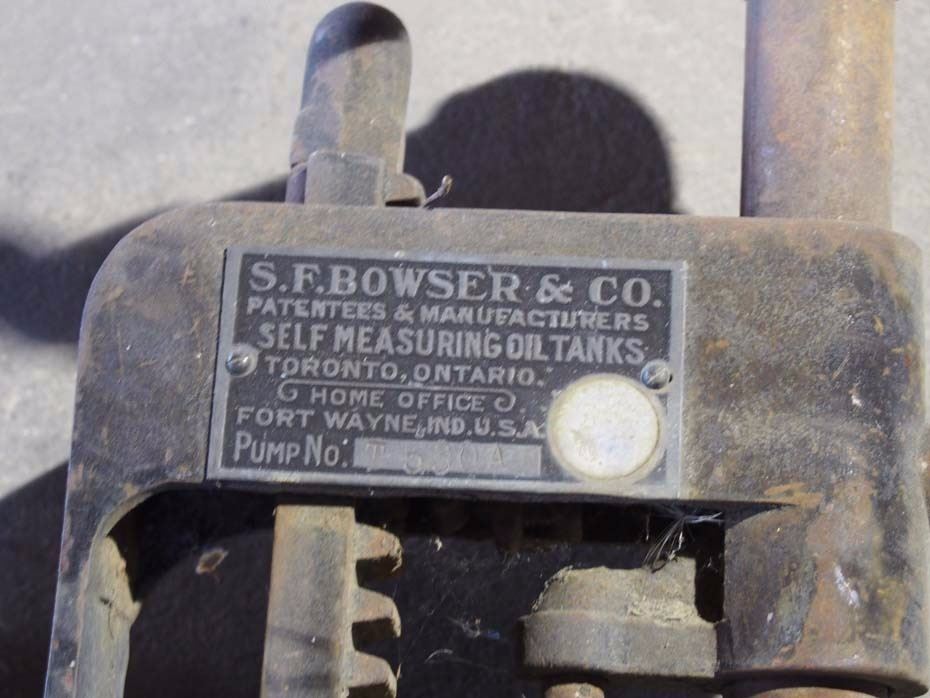 S.F. BOWSER & CO.
PATENTEES & MANUFACTURERS
SELF MEASURING OIL TANKS
TORONTO, ONTARIO.
HOME OFFICE
FORT WAYNE, IND. U.S.A.
PUMP NO.